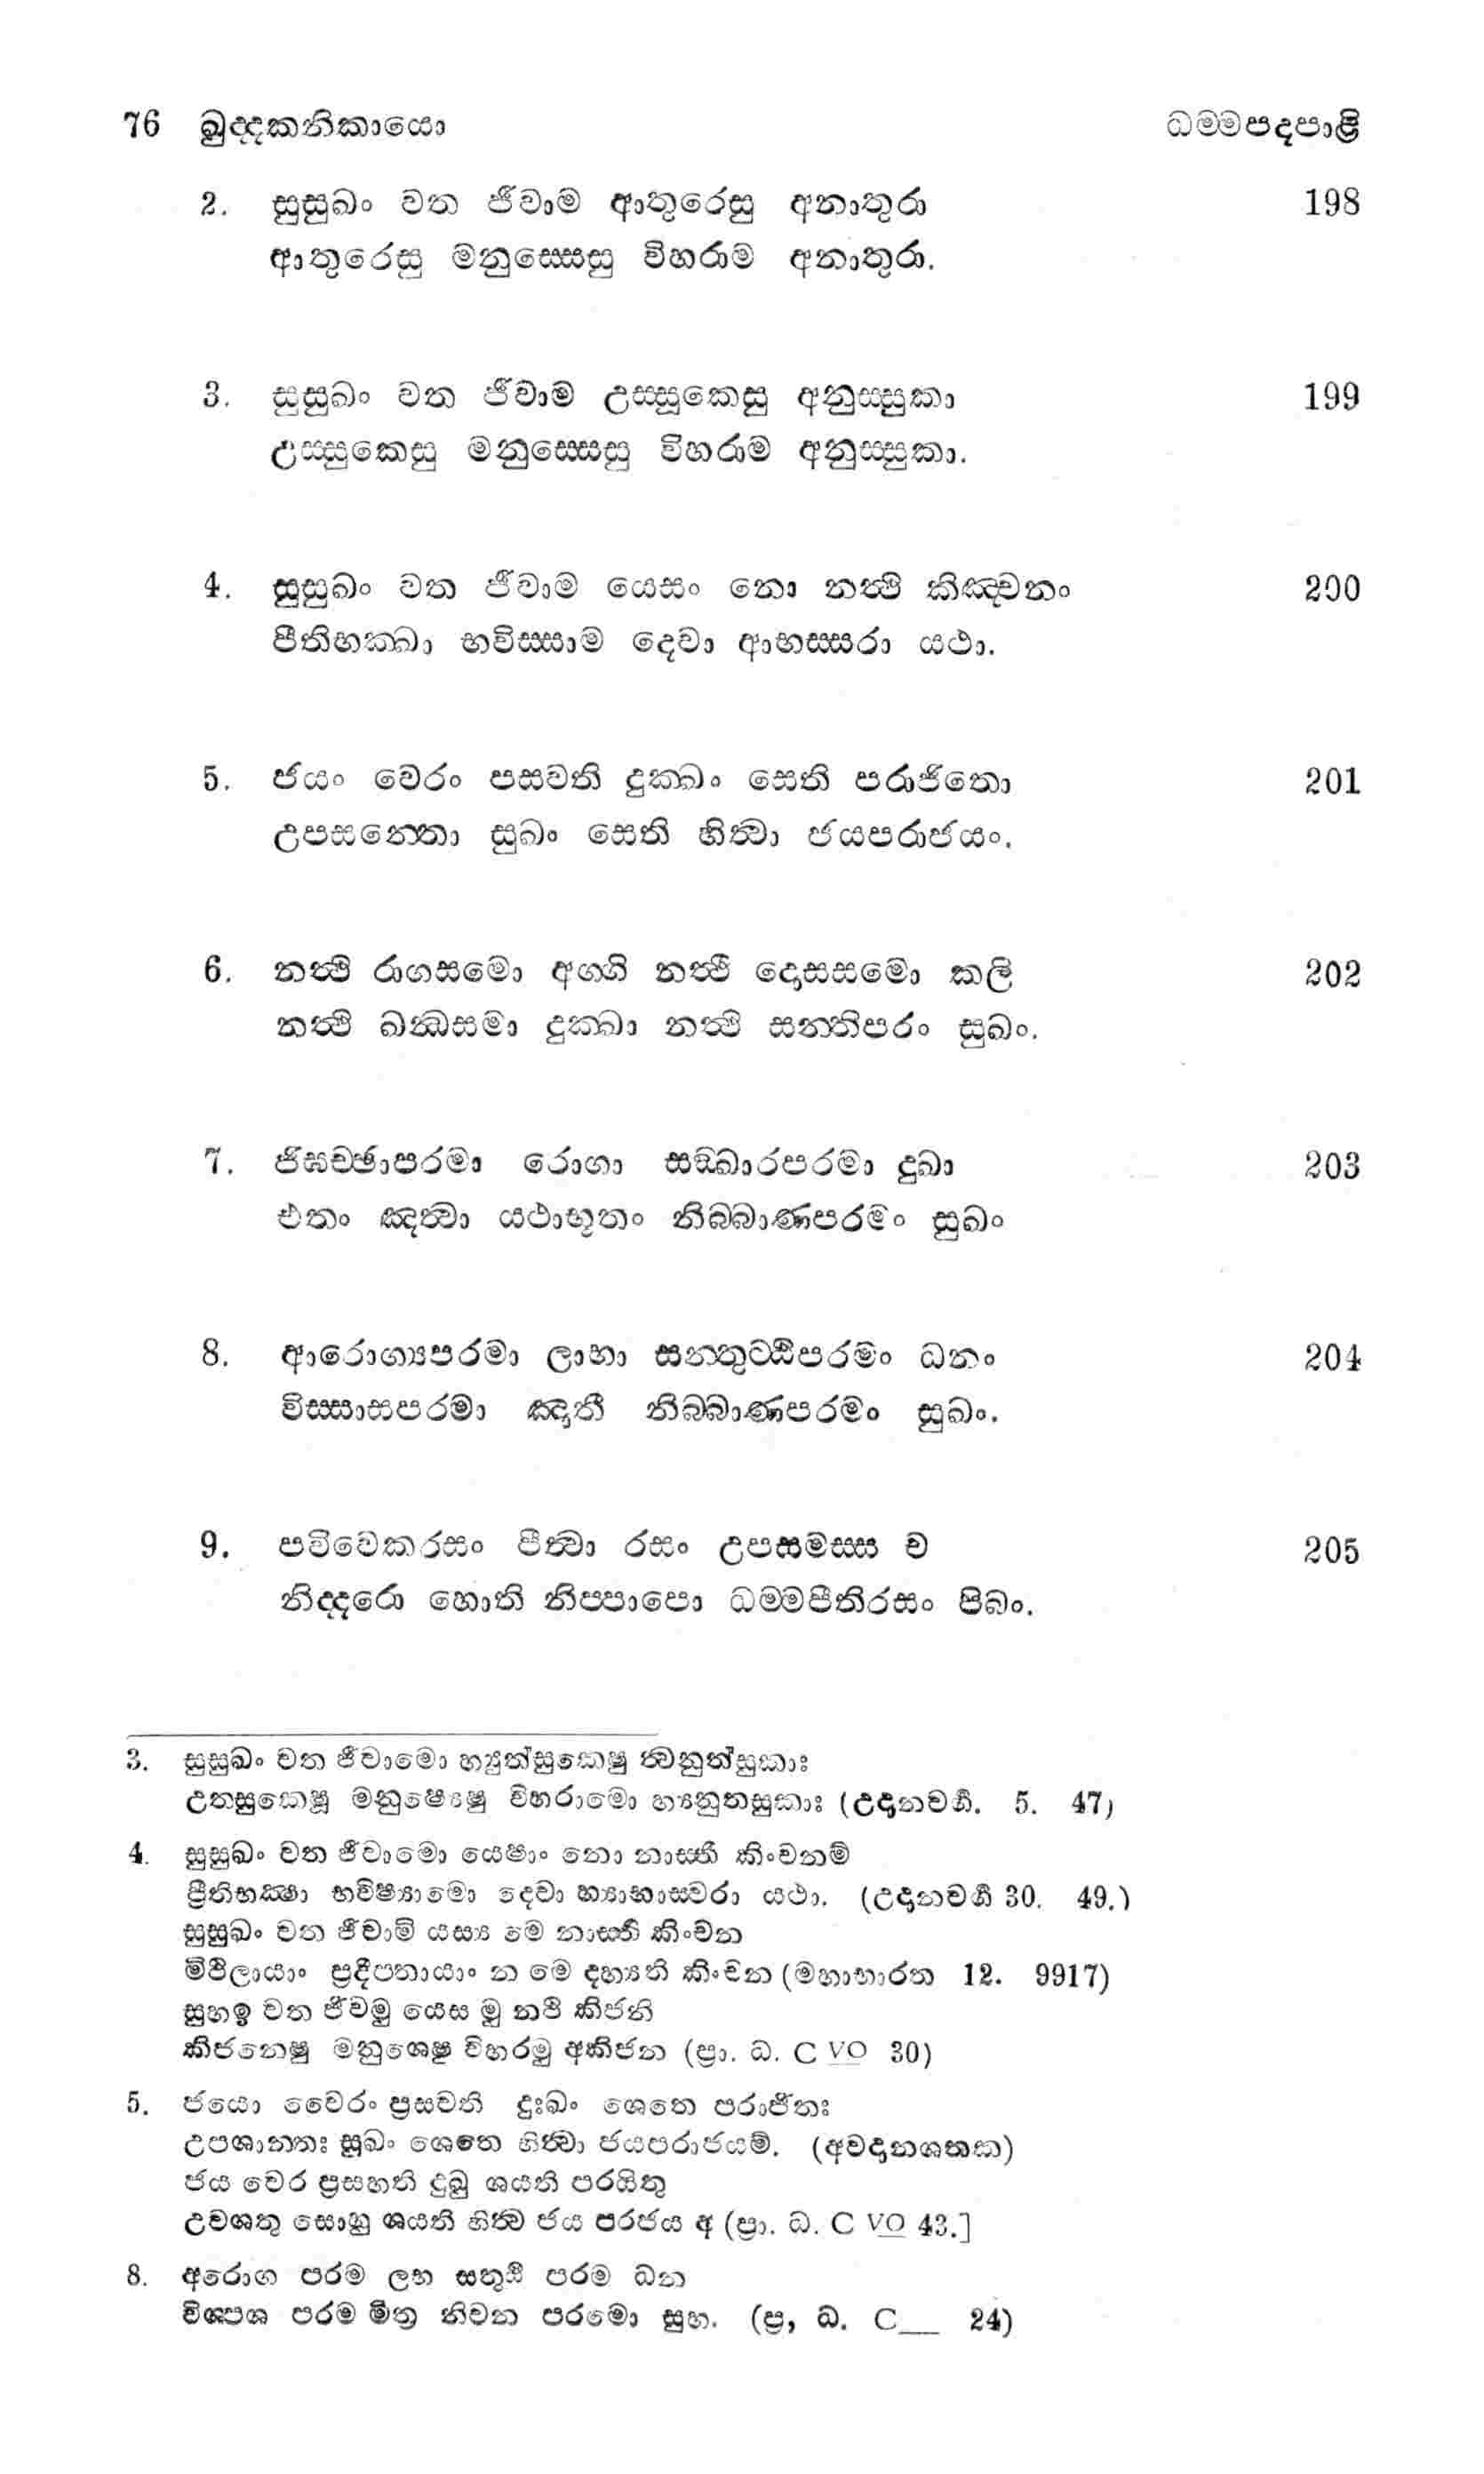 76 ඛුද්දකනිකායො ධම්මපදපාළි
2. සුසුඛං වත ජීවාම ආතුරෙසු අනාතුරා 198
ආතුරෙසු මනුස්සෙසු විහරාම අනාතුරා.
3. සුසුඛං වත ජීවාම උස්සුකෙසු අනුස්සුකා 199
උස්සුකෙසු මනුස්සෙසු විහරාම අනුස්සුකා.
4. සුසුඛං වත ජීවාම යෙසං නො නත්ථි කිඤ්චනං 200
පීතිභක්ඛා භවිස්සාම දෙවා ආභස්සරා යථා.
5. ජයං වෙරං පසවති දුක්ඛං සෙති පරාජිතො 201
උපසන්තො සුඛං සෙති හිත්වා ජයපරාජයං.
6. නත්ථි රාගසමො අග්ගි නත්ථි දොසසමො කලි 202
නත්ථි ඛන්ධසමා දුක්ඛා නත්ථි සන්තිපරං සුඛං.
7. ජිඝච්ඡාපරමා රොගා සඞ්ඛාරපරමා දුඛා 203
එතං ඤත්වා යථාභූතං නිබ්බාණපරමං සුඛං
8. ආරොග්‍යපරමා ලාභා සන්තුට්ඨිපරමං ධනං 204
විස්සාසපරමා ඤාතී නිබ්බාණපරමං සුඛං.
9. පවිවෙකරසං පීත්වා රසං උපසමස්ස ච 205
නිද්දරො හොති නිප්පාපො ධම්මපීතිරසං පිබං.
3. සුසුඛං වත ජීවාමො හ්‍යුත්සුකෙෂු ත්වනුත්සුකාඃ
උත්සුකෙෂු මනුෂ්‍යෙෂු විහරාමො හ්‍යනුත්සුකාඃ (උදානවර්‍ග. 5. 47)
4. සුසුඛං වත ජීවාමො යෙෂාං නො නාස්තී කිංචනම්
ප්‍රීතිභක්ෂා භවිෂ්‍යාමො දෙවා හ්‍යාභාස්වරා යථා. (උදානවර්‍ග 30. 49.)
සුසුඛං වත ජීවාමි යස්‍ය මෙ නාස්ති කිංචන
මිථිලායාං ප්‍රදීප්තායාං න මෙ දහ්‍යති කිංචන (මහාභාරත 12. 9917)
සුහඉ වත ජිවමු යෙස මු නථි කිජනි
කිජනෙෂු මනුශෙෂු විහරමු අකිජන (ප්‍රා. ධ. C VO 30)
5. ජයො වෛරං ප්‍රසවති දුඃඛං ශෙතෙ පරාජිතඃ
උපශාන්තඃ සුඛං ශෙතෙ හිත්වා ජයපරාජයම්. (අවදානශතක)
ජය වෙර ප්‍රසහති දුඛු ශයති පරයිතු
උවශතු සොහු ශයති හිත්ව ජය පරජය අ (ප්‍රා. ධ. C VO 43.]
8. අරොග පරම ලභ සතුඨි පරම ධන
විශ්පශ පරම මිත්‍ර නිවන පරමො සුහ. (ප්‍ර, ධ. C__ 24)